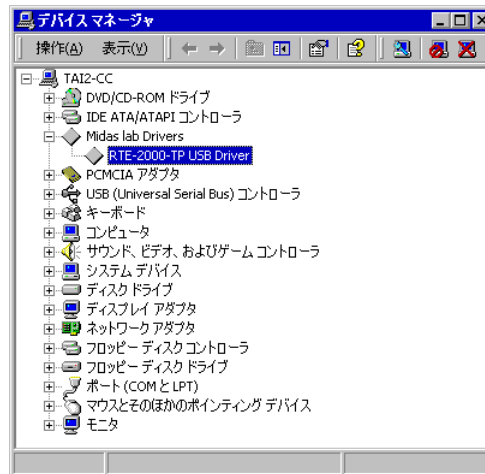 デバイス マネージャ
操作(A) 表示(V)
TAI2-CC
DVD/CD-ROM ドライブ
IDE ATA/ATAPI コントローラ
Midas lab Drivers
RTE-2000-TP USB Driver
PCMCIA アダプタ
USB (Universal Serial Bus) コントローラ
キーボード
コンピュータ
サウンド、ビデオ、およびゲーム コントローラ
システム デバイス
ディスク ドライブ
ディスプレイ アダプタ
ネットワーク アダプタ
フロッピー ディスク コントローラ
フロッピー ディスク ドライブ
ポート (COM と LPT)
マウスとそのほかのポインティング デバイス
モニタ